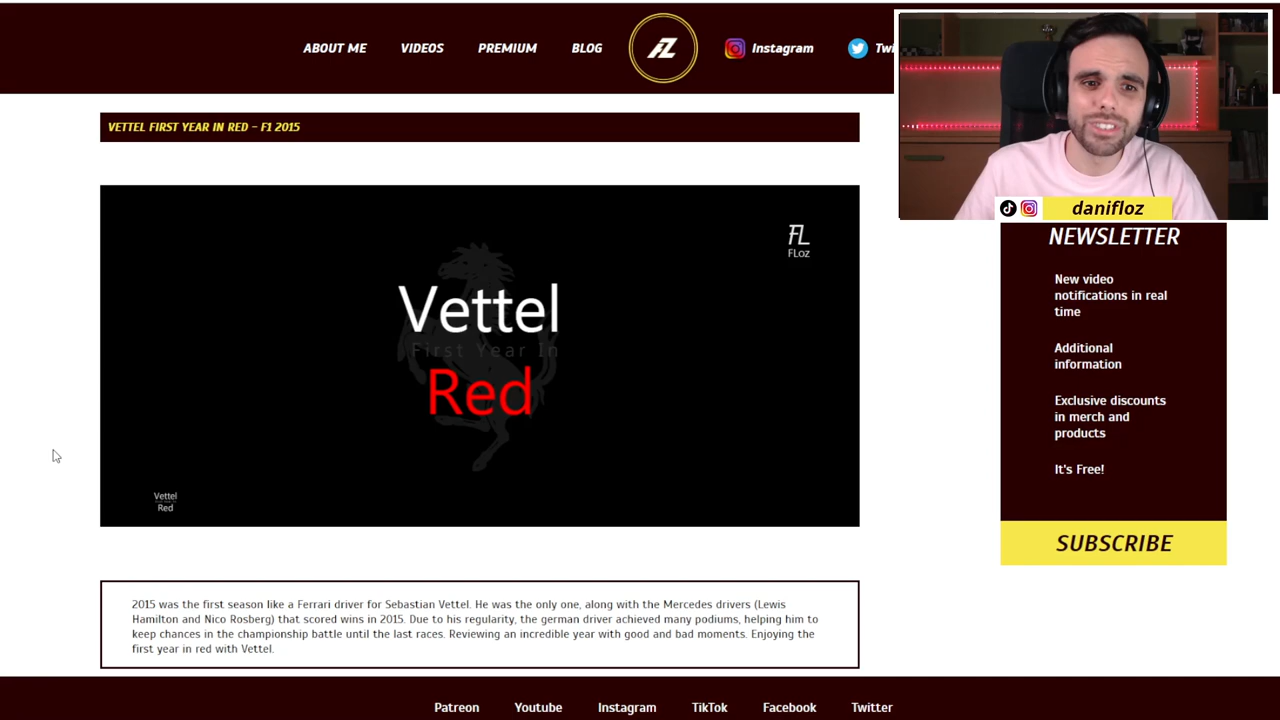 ABOUT ME VIDEOS PREMIUM BLOG FZ Instagram
VETTEL FIRST YEAR IN RED – F1 2015
FL
FLoz
Vettel
First Year In
Red
Vettel
Red
danifloz
NEWSLETTER
New video
notifications in real
time
Additional
information
Exclusive discounts
in merch and
products
It's Free!
SUBSCRIBE
2015 was the first season like a Ferrari driver for Sebastian Vettel. He was the only one, along with the Mercedes drivers (Lewis
Hamilton and Nico Rosberg) that scored wins in 2015. Due to his regularity, the german driver achieved many podiums, helping him to
keep chances in the championship battle until the last races. Reviewing an incredible year with good and bad moments. Enjoying the
first year in red with Vettel.
Patreon Youtube Instagram TikTok Facebook Twitter